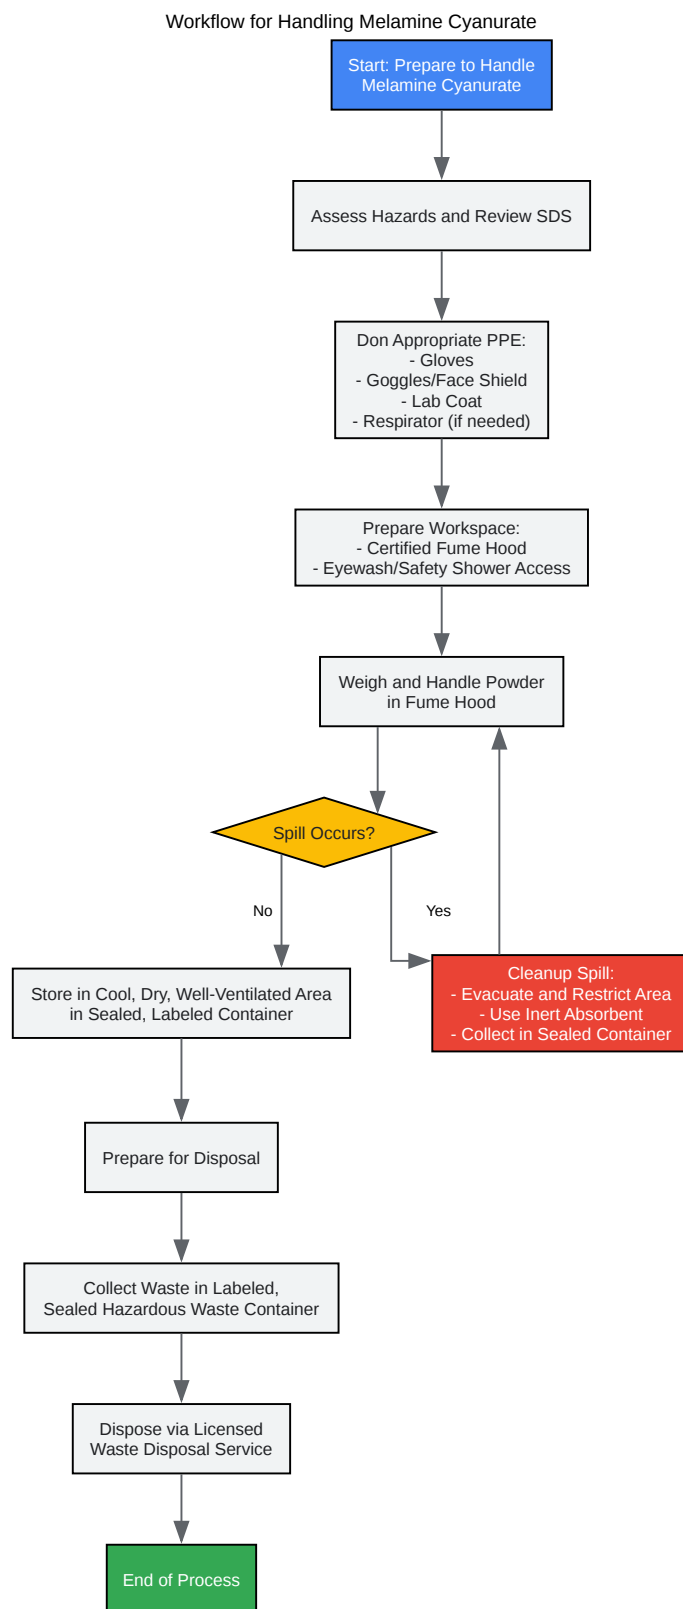 Workflow for Handling Melamine Cyanurate
Start: Prepare to Handle
Melamine Cyanurate
Assess Hazards and Review SDS
Don Appropriate PPE:
- Gloves
- Goggles/Face Shield
- Lab Coat
- Respirator (if needed)
Prepare Workspace:
- Certified Fume Hood
- Eyewash/Safety Shower Access
Weigh and Handle Powder
in Fume Hood
Spill Occurs?
No
Yes
Store in Cool, Dry, Well-Ventilated Area
in Sealed, Labeled Container
Cleanup Spill:
- Evacuate and Restrict Area
- Use Inert Absorbent
- Collect in Sealed Container
Prepare for Disposal
Collect Waste in Labeled,
Sealed Hazardous Waste Container
Dispose via Licensed
Waste Disposal Service
End of Process